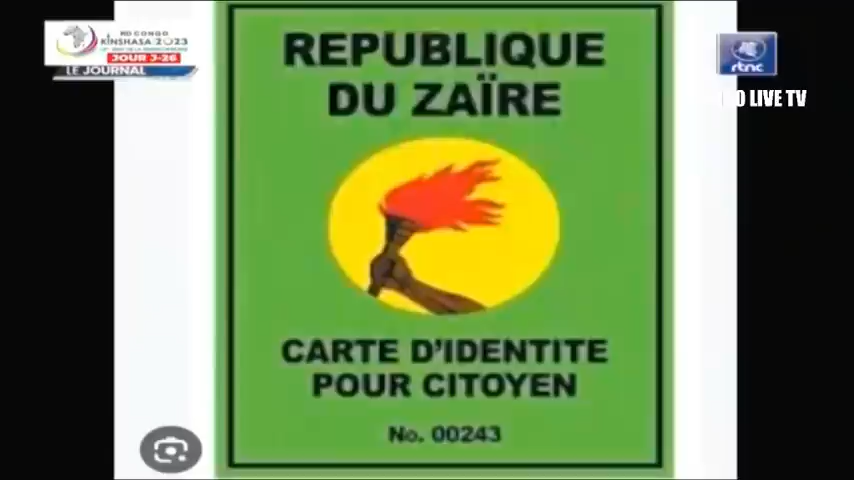 RD CONGO
KINSHASA 2023
JOUR J-26
LE JOURNAL
rtnc
LIVE TV
REPUBLIQUE
DU ZAÏRE
CARTE D'IDENTITE
POUR CITOYEN
No. 00243